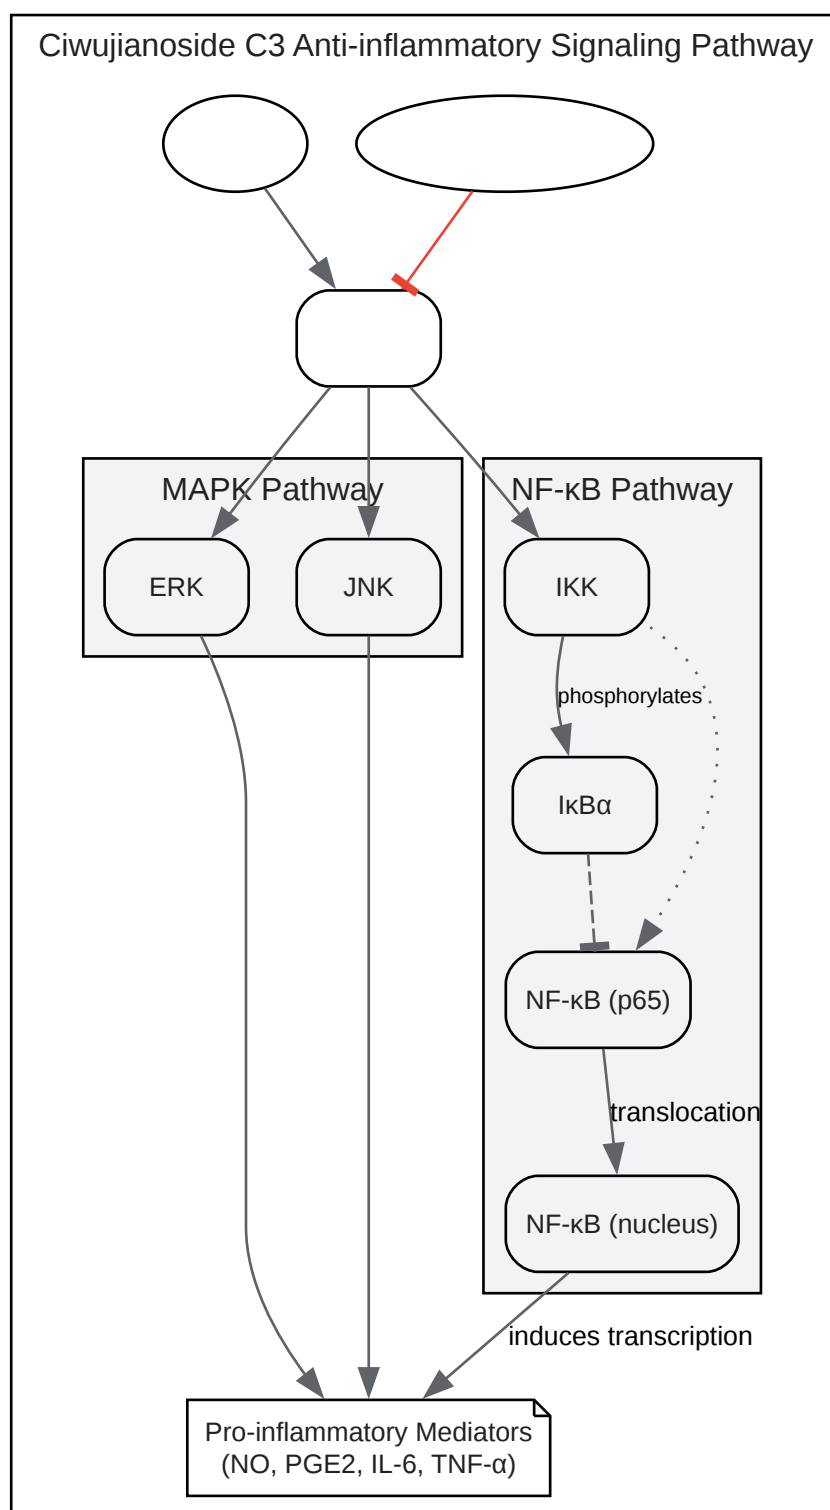 Ciwujianoside C3 Anti-inflammatory Signaling Pathway
MAPK Pathway
NF-κB Pathway
ERK
JNK
IKK
phosphorylates
IκBα
NF-κB (p65)
translocation
NF-κB (nucleus)
induces transcription
Pro-inflammatory Mediators
(NO, PGE2, IL-6, TNF-α)